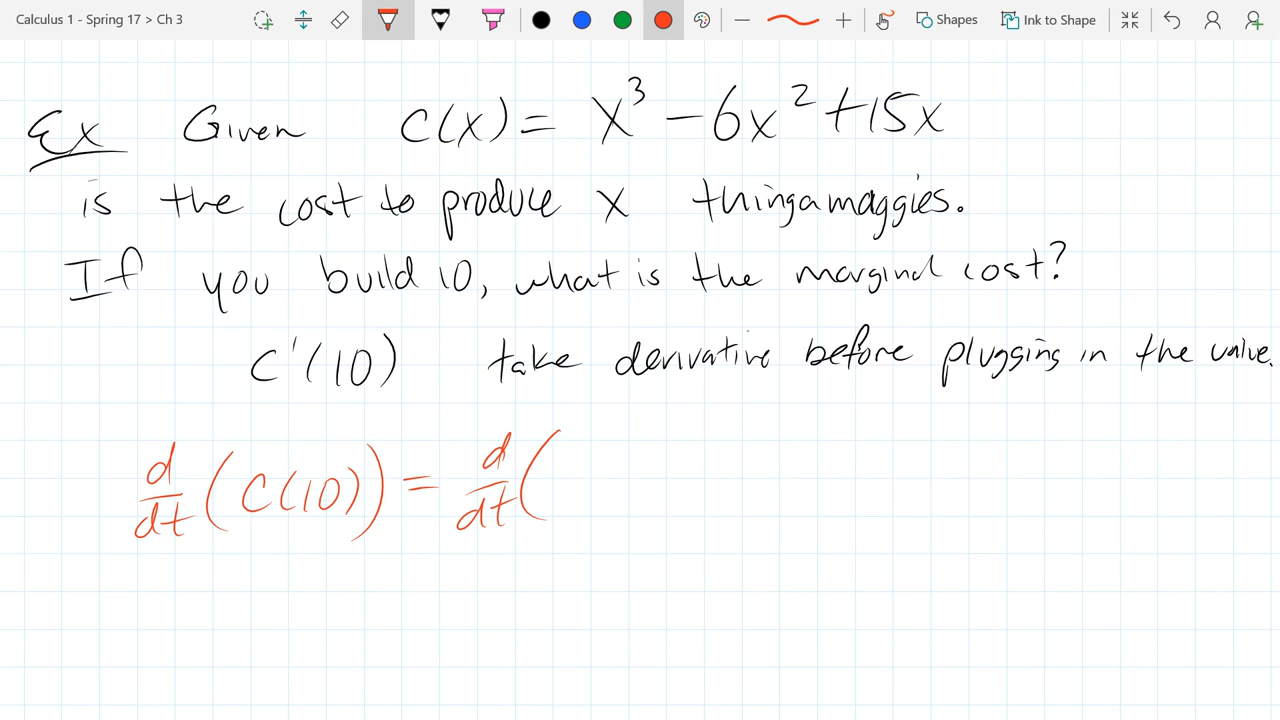 Calculus 1 - Spring 17 > Ch 3 Shapes Ink to Shape
Ex Given C(x) = x³ - 6x² + 15x
is the cost to produce x thingamaggies.
If you build 10, what is the marginal cost?
C'(10) take derivative before plugging in the value.
d/dt (C(10)) = d/dt (